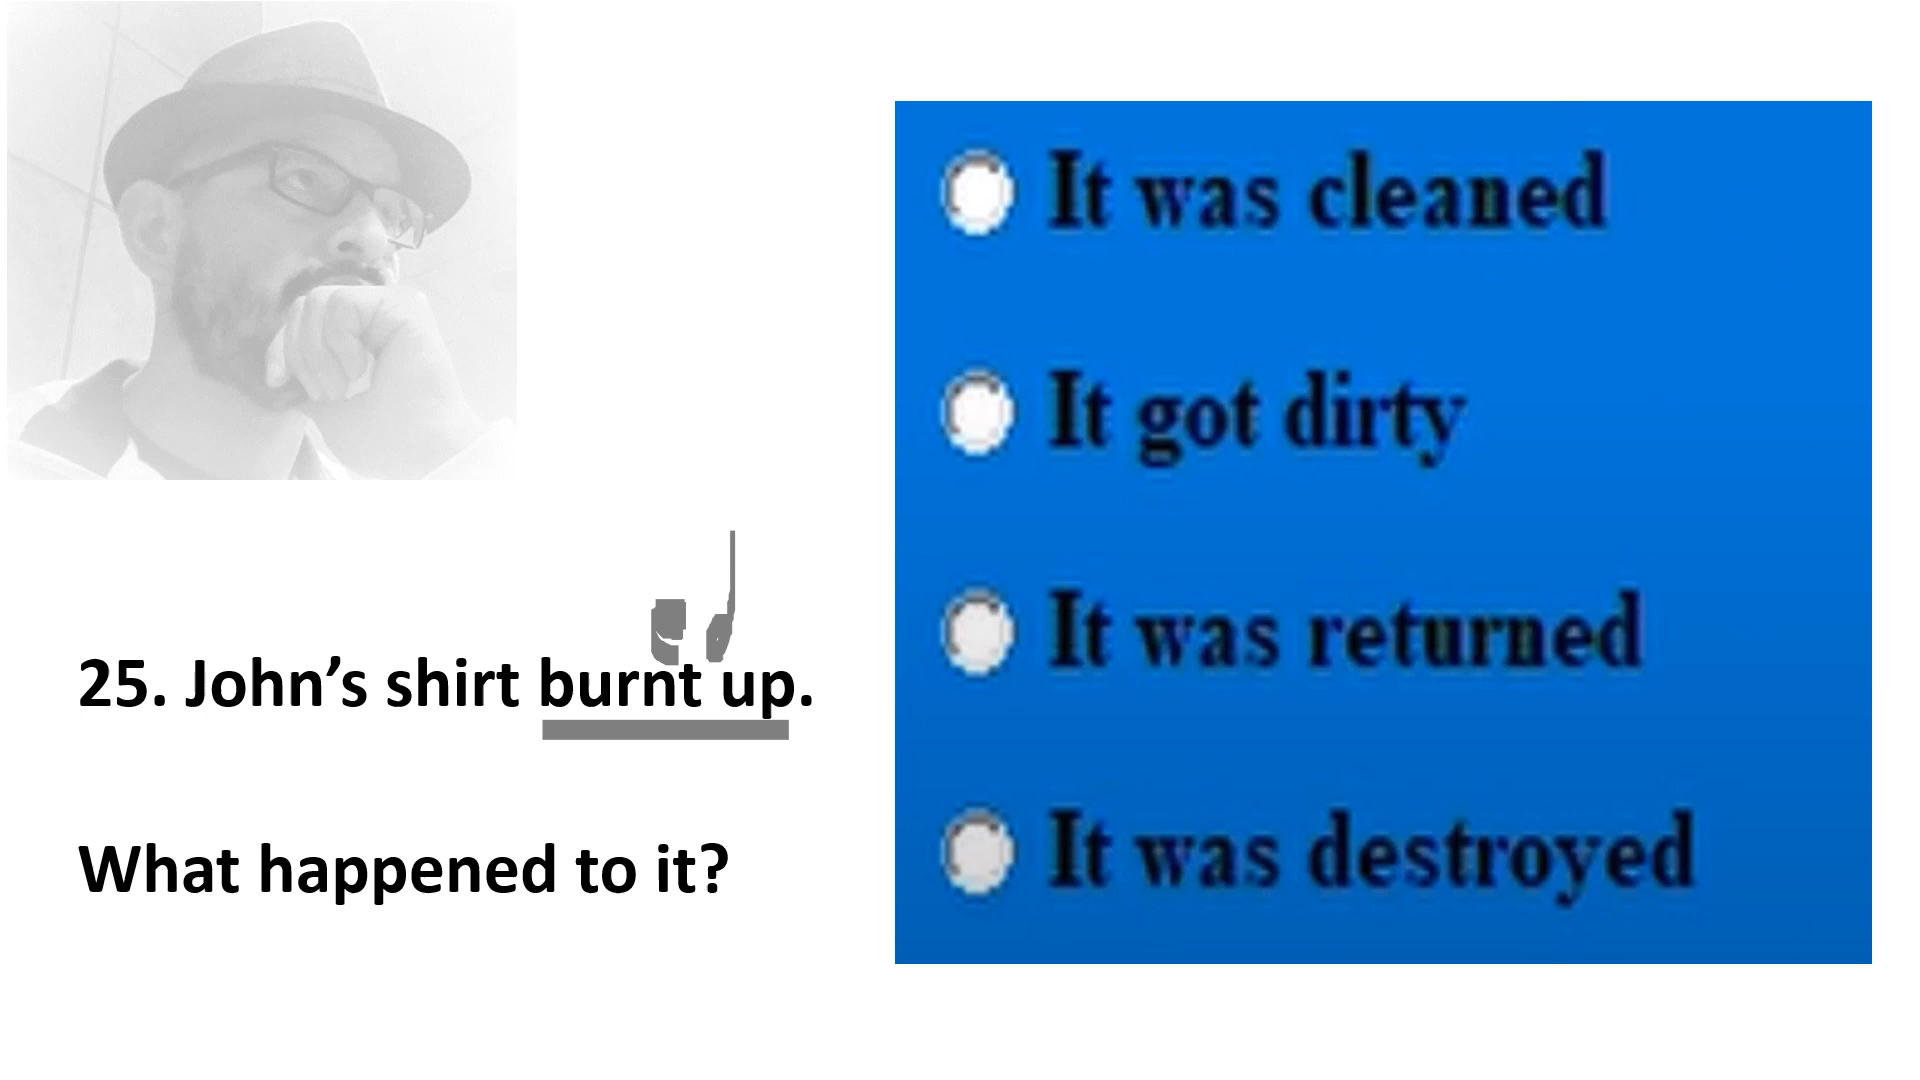 25. John’s shirt burnt up.
What happened to it?
It was cleaned
It got dirty
It was returned
It was destroyed